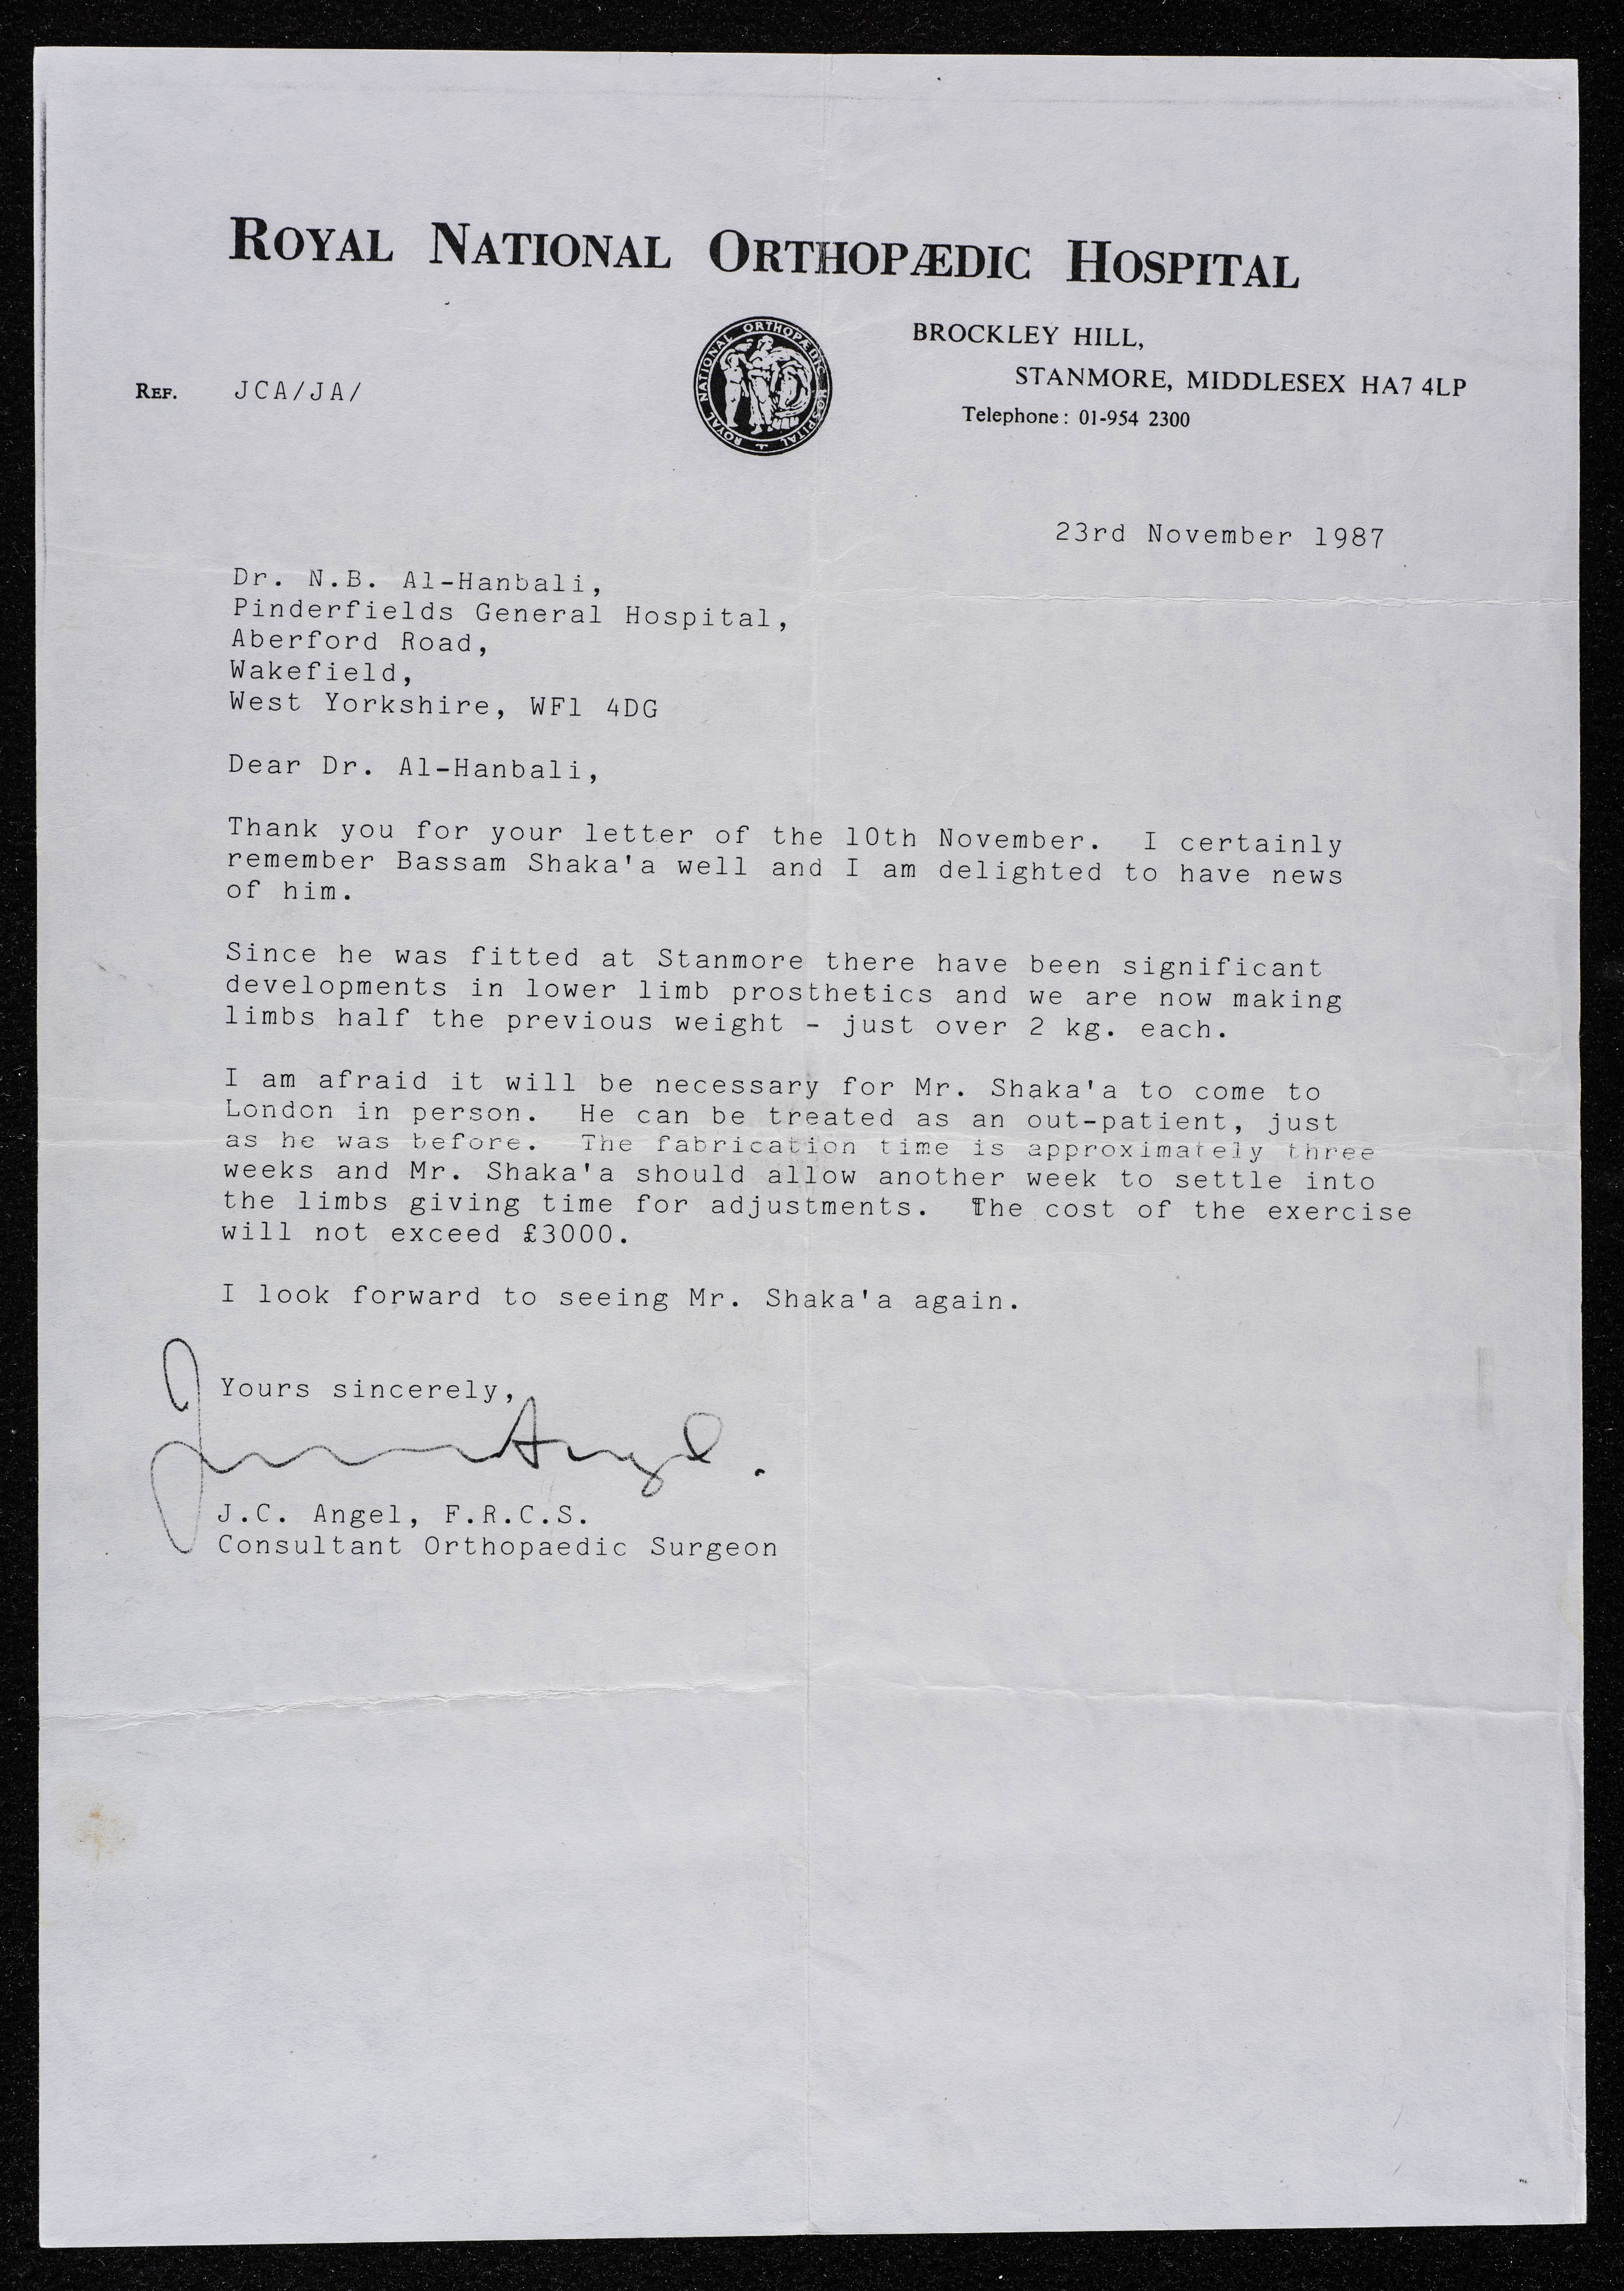 ROYAL NATIONAL ORTHOPÆDIC HOSPITAL
ROYAL NATIONAL ORTHOPÆDIC HOSPITAL
BROCKLEY HILL,
STANMORE, MIDDLESEX HA7 4LP
Telephone: 01-954 2300
REF. JCA/JA/
23rd November 1987
Dr. N.B. Al-Hanbali,
Pinderfields General Hospital,
Aberford Road,
Wakefield,
West Yorkshire, WF1 4DG
Dear Dr. Al-Hanbali,
Thank you for your letter of the 10th November. I certainly
remember Bassam Shaka'a well and I am delighted to have news
of him.
Since he was fitted at Stanmore there have been significant
developments in lower limb prosthetics and we are now making
limbs half the previous weight - just over 2 kg. each.
I am afraid it will be necessary for Mr. Shaka'a to come to
London in person. He can be treated as an out-patient, just
as he was before. The fabrication time is approximately three
weeks and Mr. Shaka'a should allow another week to settle into
the limbs giving time for adjustments. The cost of the exercise
will not exceed £3000.
I look forward to seeing Mr. Shaka'a again.
Yours sincerely,
Angel.
J.C. Angel, F.R.C.S.
Consultant Orthopaedic Surgeon